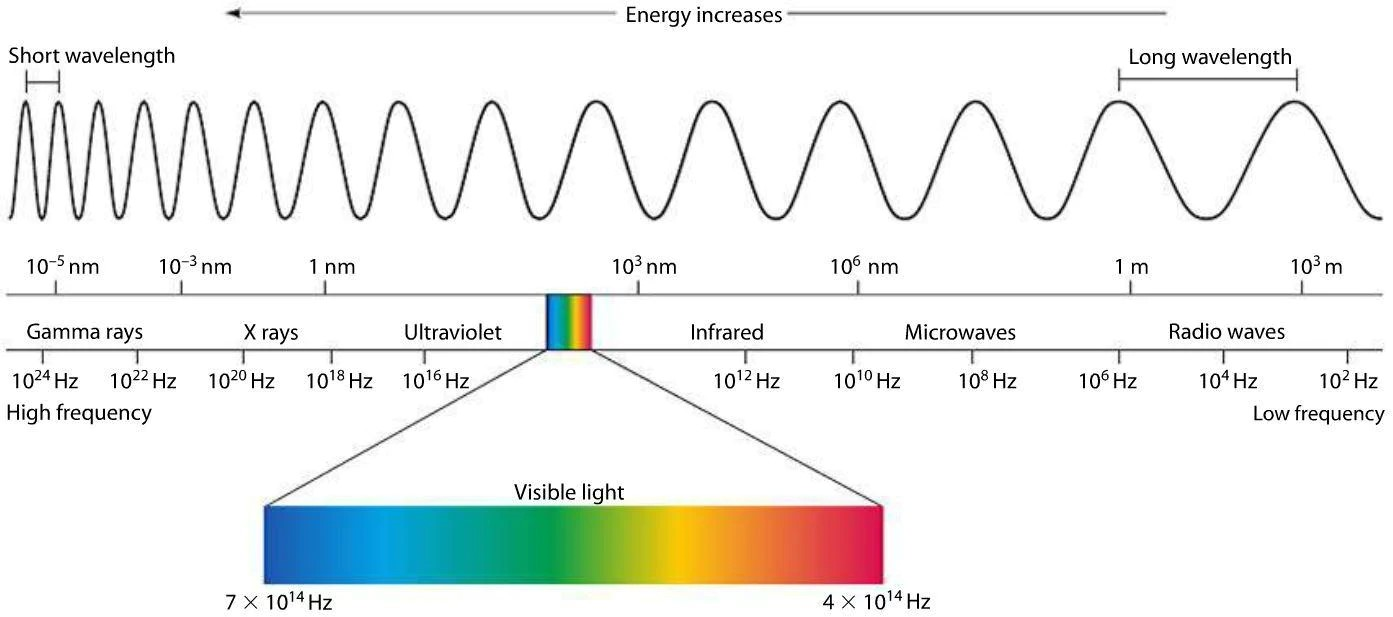 Energy increases
Short wavelength Long wavelength
10⁻⁵ nm 10⁻³ nm 1 nm 10³ nm 10⁶ nm 1 m 10³ m
Gamma rays X rays Ultraviolet Infrared Microwaves Radio waves
10²⁴ Hz 10²² Hz 10²⁰ Hz 10¹⁸ Hz 10¹⁶ Hz 10¹² Hz 10¹⁰ Hz 10⁸ Hz 10⁶ Hz 10⁴ Hz 10² Hz
High frequency Low frequency
Visible light
7 × 10¹⁴ Hz 4 × 10¹⁴ Hz